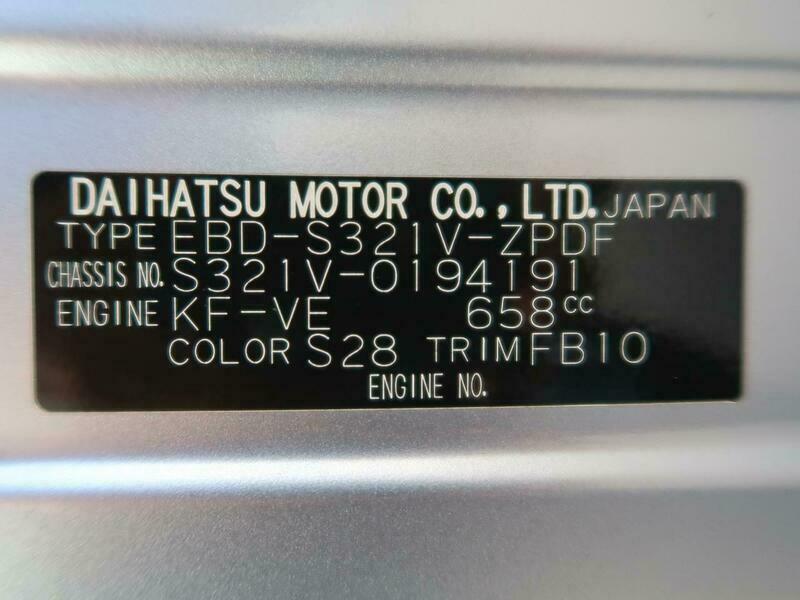 DAIHATSU MOTOR CO., LTD. JAPAN
TYPE EBD-S321V-ZPDF
CHASSIS NO. S321V-0194191
ENGINE KF-VE 658cc
COLOR S28 TRIM FB10
ENGINE NO.